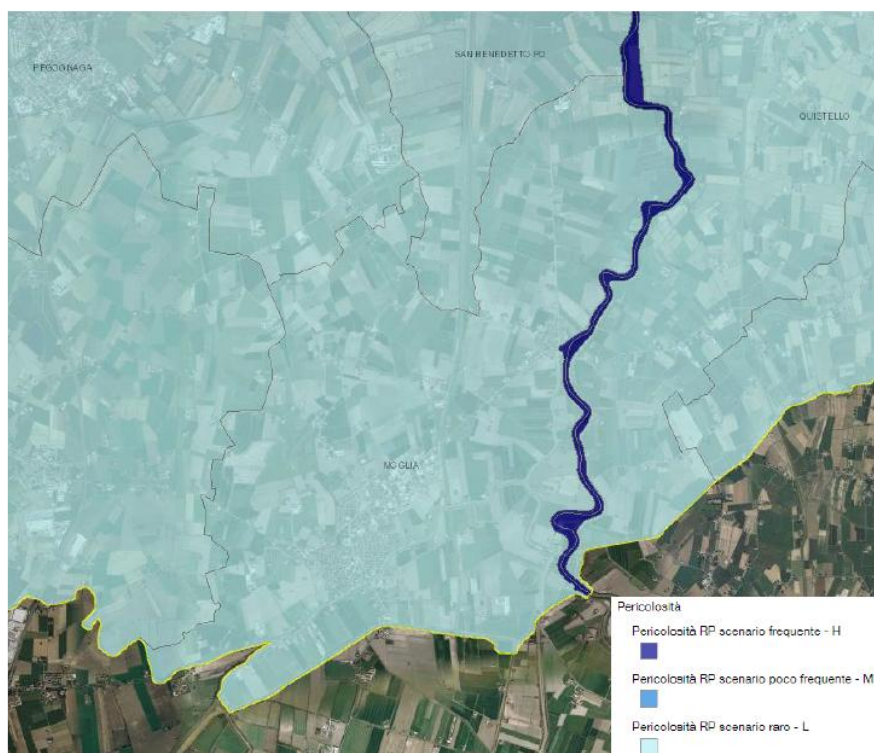 PEGOGNAGA
SAN BENEDETTO PO
QUISTELLO
MOGLIA
Pericolosità
Pericolosità RP scenario frequente - H
Pericolosità RP scenario poco frequente - M
Pericolosità RP scenario raro - L